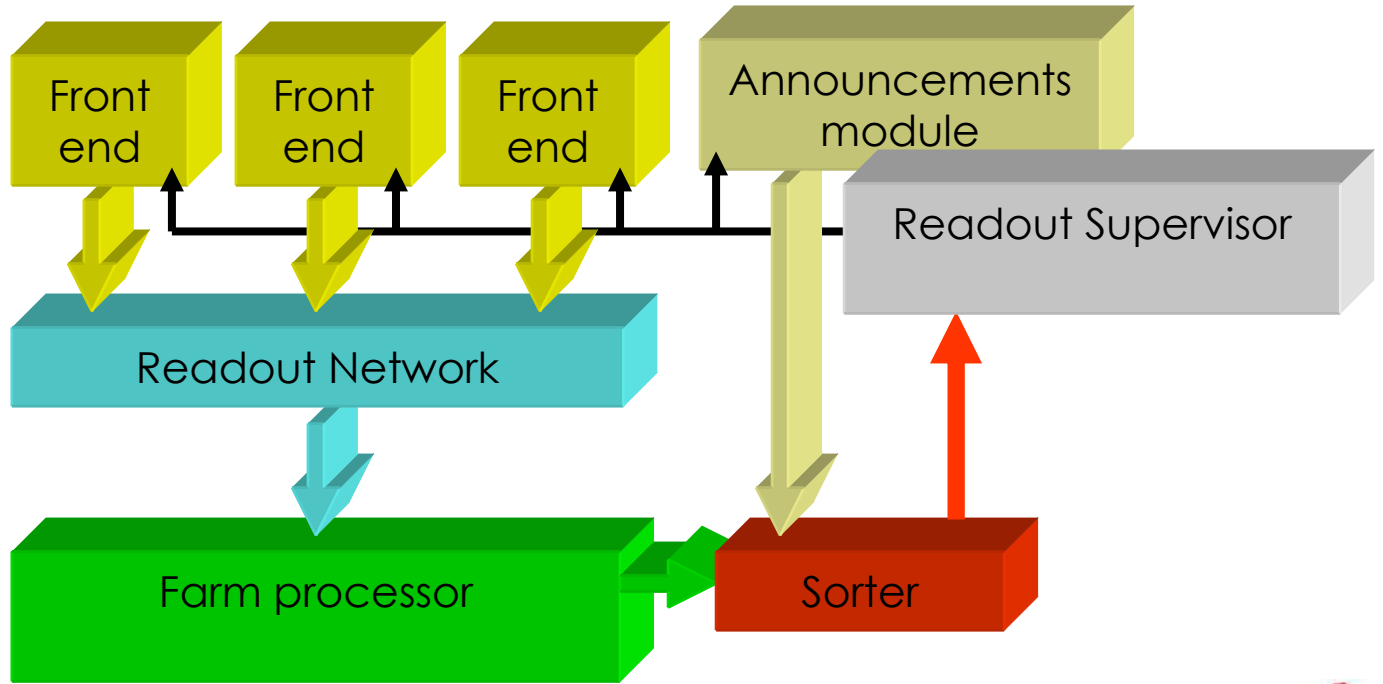 Front
end
Front
end
Front
end
Announcements
module
Readout Supervisor
Readout Network
Farm processor
Sorter